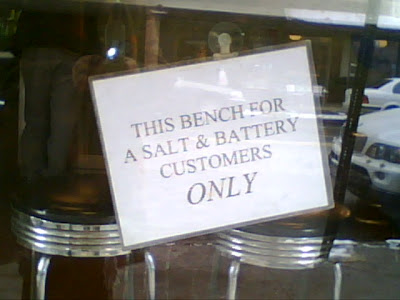 THIS BENCH FOR
A SALT & BATTERY
CUSTOMERS
ONLY